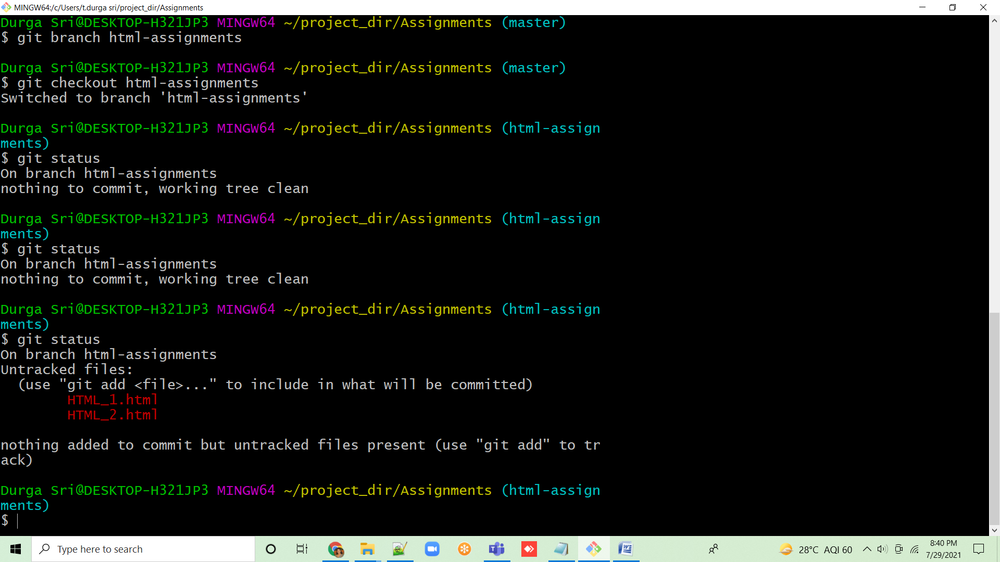 MINGW64:/c/Users/t.durga sri/project_dir/Assignments
Durga Sri@DESKTOP-H321JP3 MINGW64 ~/project_dir/Assignments (master)
$ git branch html-assignments
Durga Sri@DESKTOP-H321JP3 MINGW64 ~/project_dir/Assignments (master)
$ git checkout html-assignments
Switched to branch 'html-assignments'
Durga Sri@DESKTOP-H321JP3 MINGW64 ~/project_dir/Assignments (html-assign
ments)
$ git status
On branch html-assignments
nothing to commit, working tree clean
Durga Sri@DESKTOP-H321JP3 MINGW64 ~/project_dir/Assignments (html-assign
ments)
$ git status
On branch html-assignments
nothing to commit, working tree clean
Durga Sri@DESKTOP-H321JP3 MINGW64 ~/project_dir/Assignments (html-assign
ments)
$ git status
On branch html-assignments
Untracked files:
  (use "git add <file>..." to include in what will be committed)
        HTML_1.html
        HTML_2.html
nothing added to commit but untracked files present (use "git add" to tr
ack)
Durga Sri@DESKTOP-H321JP3 MINGW64 ~/project_dir/Assignments (html-assign
ments)
$
Type here to search
28°C AQI 60
8:40 PM
7/29/2021